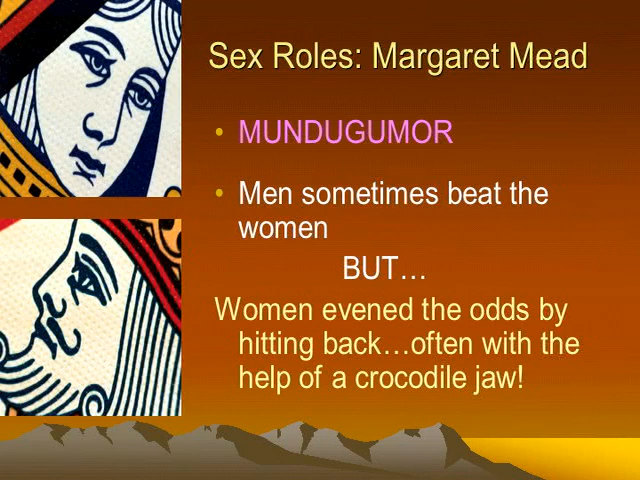 Sex Roles: Margaret Mead
• MUNDUGUMOR
• Men sometimes beat the
women
BUT…
Women evened the odds by
hitting back…often with the
help of a crocodile jaw!